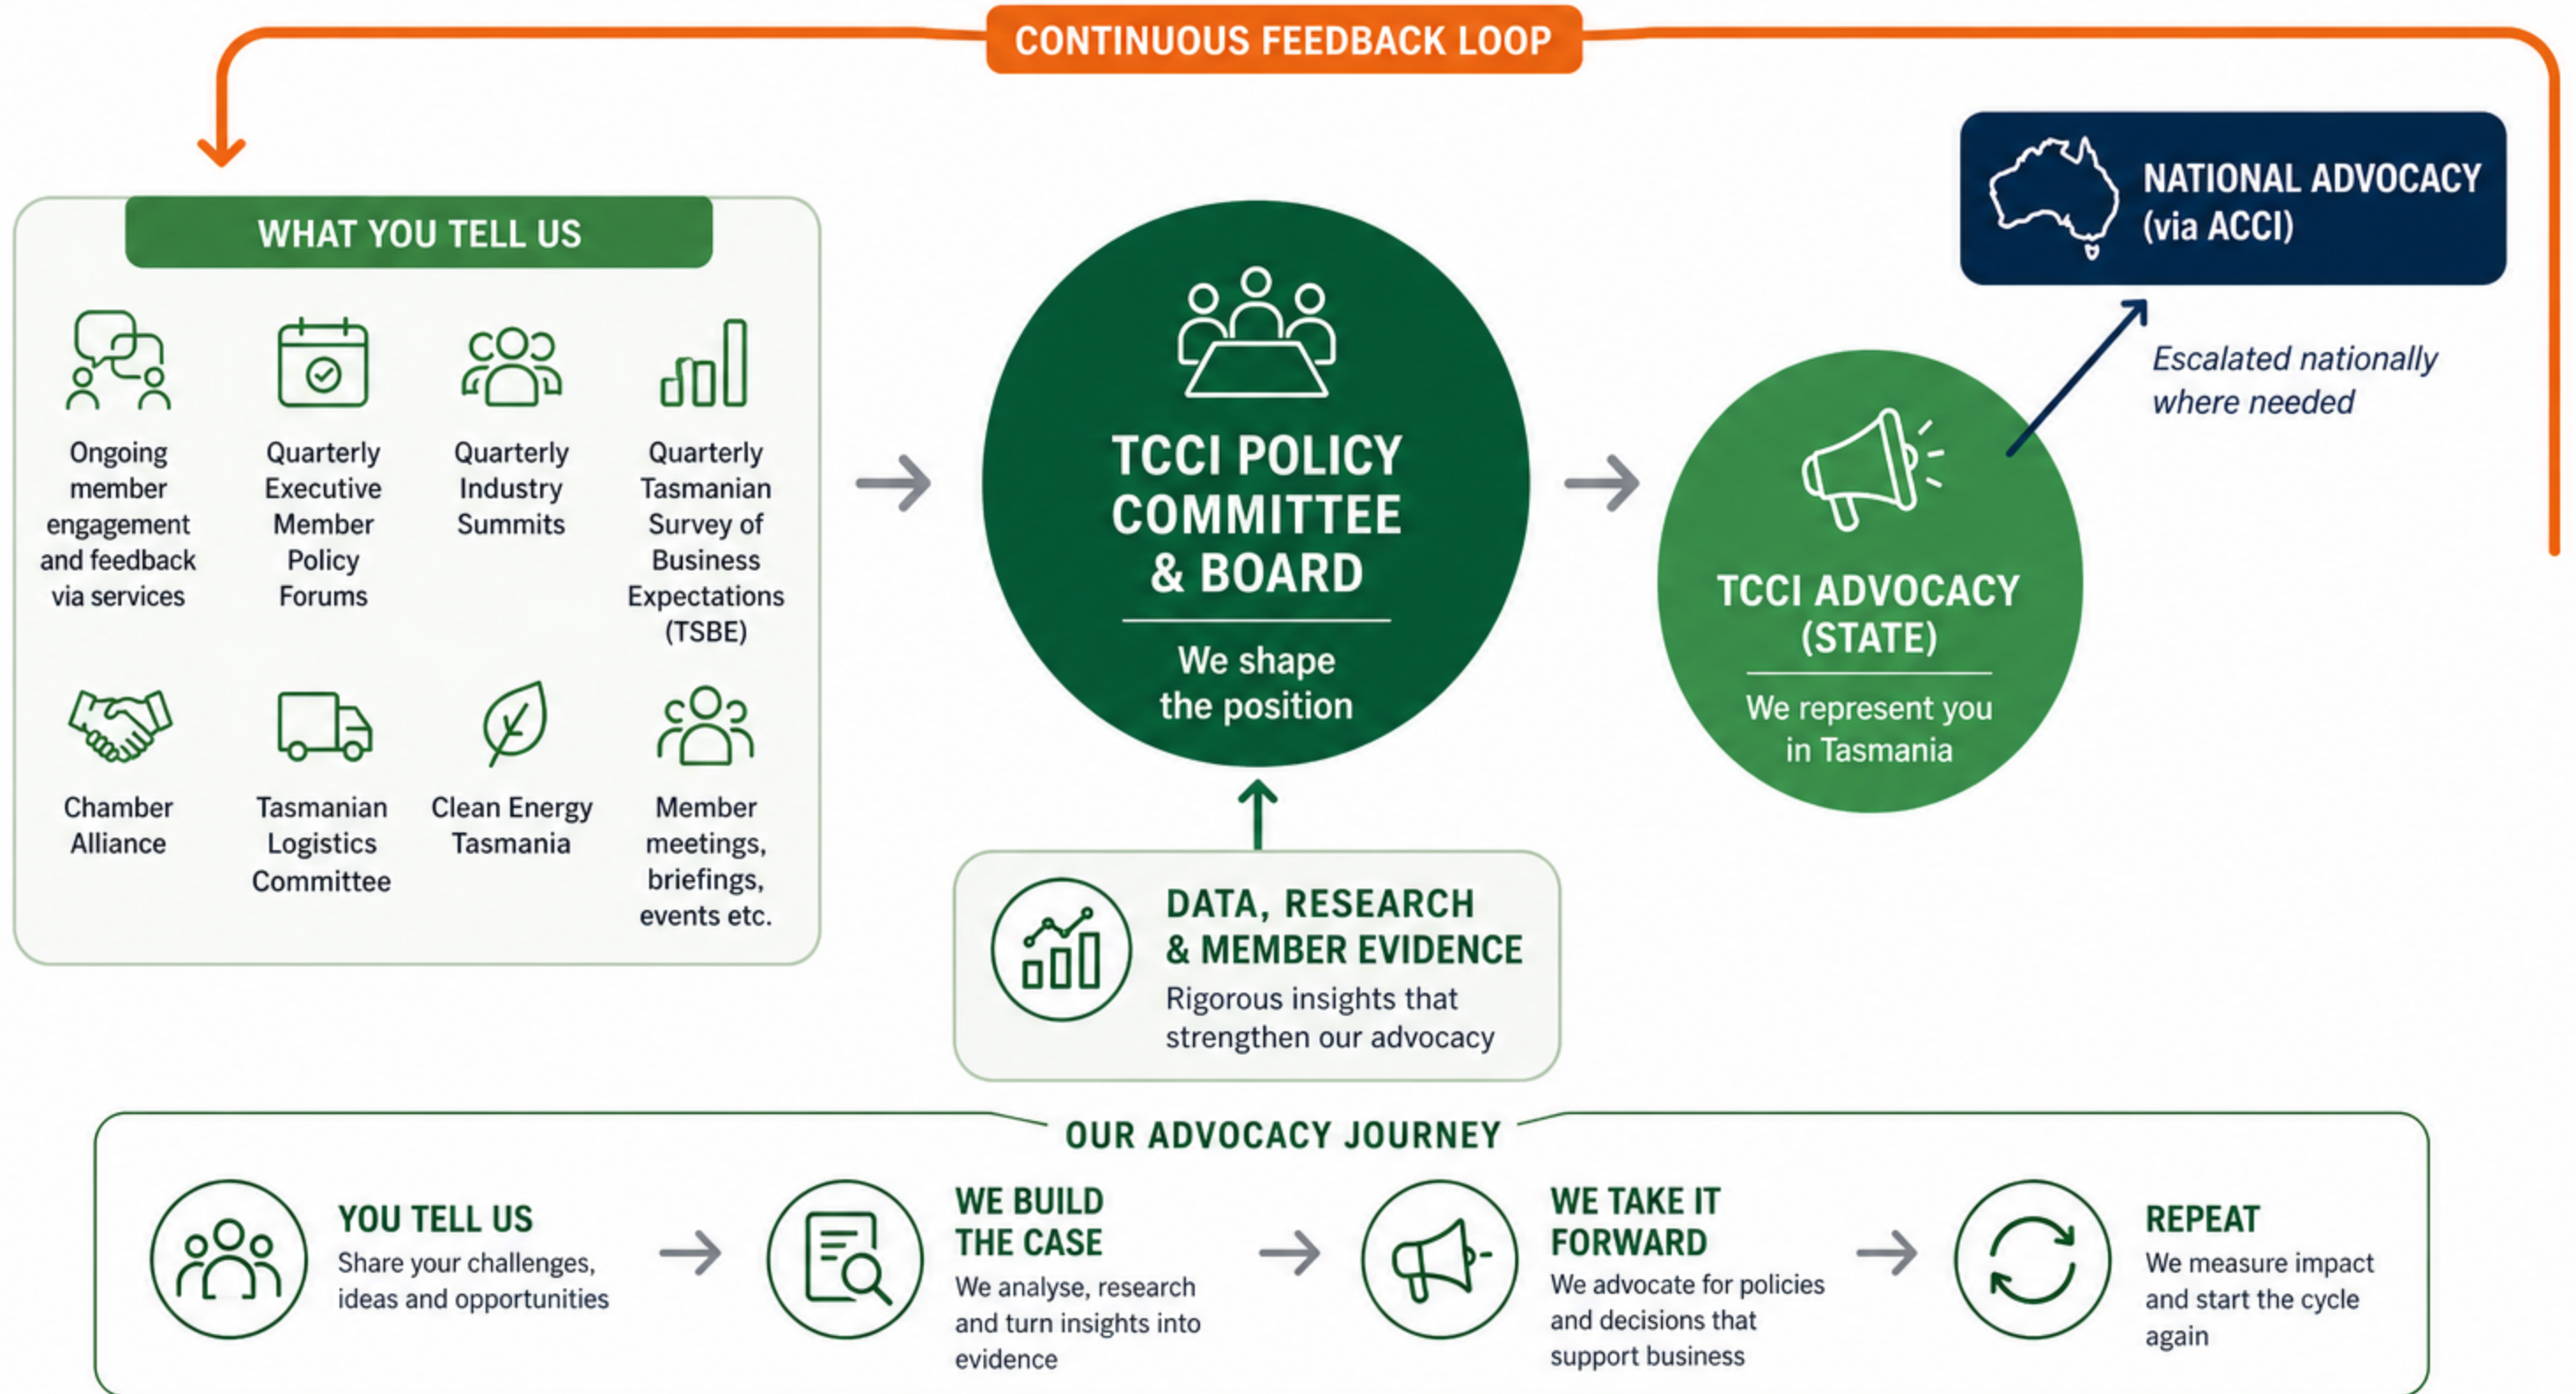 CONTINUOUS FEEDBACK LOOP
WHAT YOU TELL US
Ongoing
member
engagement
and feedback
via services
Quarterly
Executive
Member
Policy
Forums
Quarterly
Industry
Summits
Quarterly
Tasmanian
Survey of
Business
Expectations
(TSBE)
Chamber
Alliance
Tasmanian
Logistics
Committee
Clean Energy
Tasmania
Member
meetings,
briefings,
events etc.
TCCI POLICY
COMMITTEE
& BOARD
We shape
the position
DATA, RESEARCH
& MEMBER EVIDENCE
Rigorous insights that
strengthen our advocacy
TCCI ADVOCACY
(STATE)
We represent you
in Tasmania
NATIONAL ADVOCACY
(via ACCI)
Escalated nationally
where needed
OUR ADVOCACY JOURNEY
YOU TELL US
Share your challenges,
ideas and opportunities
WE BUILD
THE CASE
We analyse, research
and turn insights into
evidence
WE TAKE IT
FORWARD
We advocate for policies
and decisions that
support business
REPEAT
We measure impact
and start the cycle
again